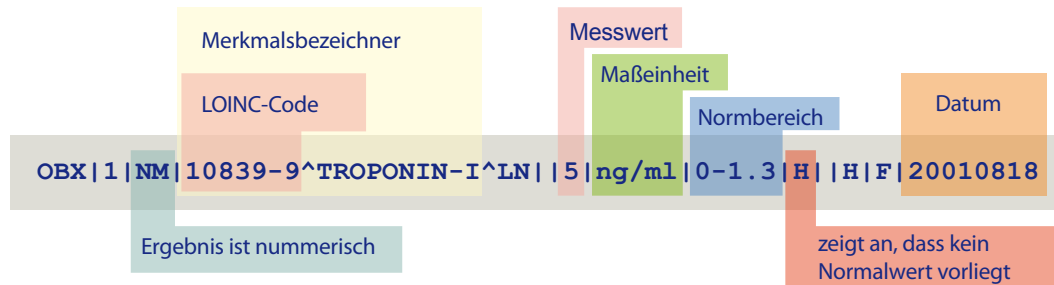 Merkmalsbezeichner
Messwert
Maßeinheit
LOINC-Code
Normbereich
Datum
OBX|1|NM|10839-9^TROPONIN-I^LN||5|ng/ml|0-1.3|H||H|F|20010818
Ergebnis ist nummerisch
zeigt an, dass kein
Normalwert vorliegt